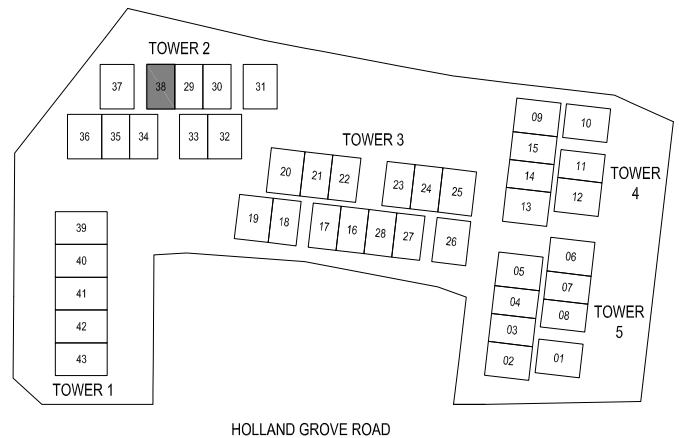 TOWER 2
37 38 29 30 31
36 35 34 33 32
TOWER 3
20 21 22 23 24 25
19 18 17 16 28 27 26
09 10
15 11
14 12
13
TOWER
4
39
40
41
42
43
TOWER 1
05 06
04 07
03 08
02 01
TOWER
5
HOLLAND GROVE ROAD